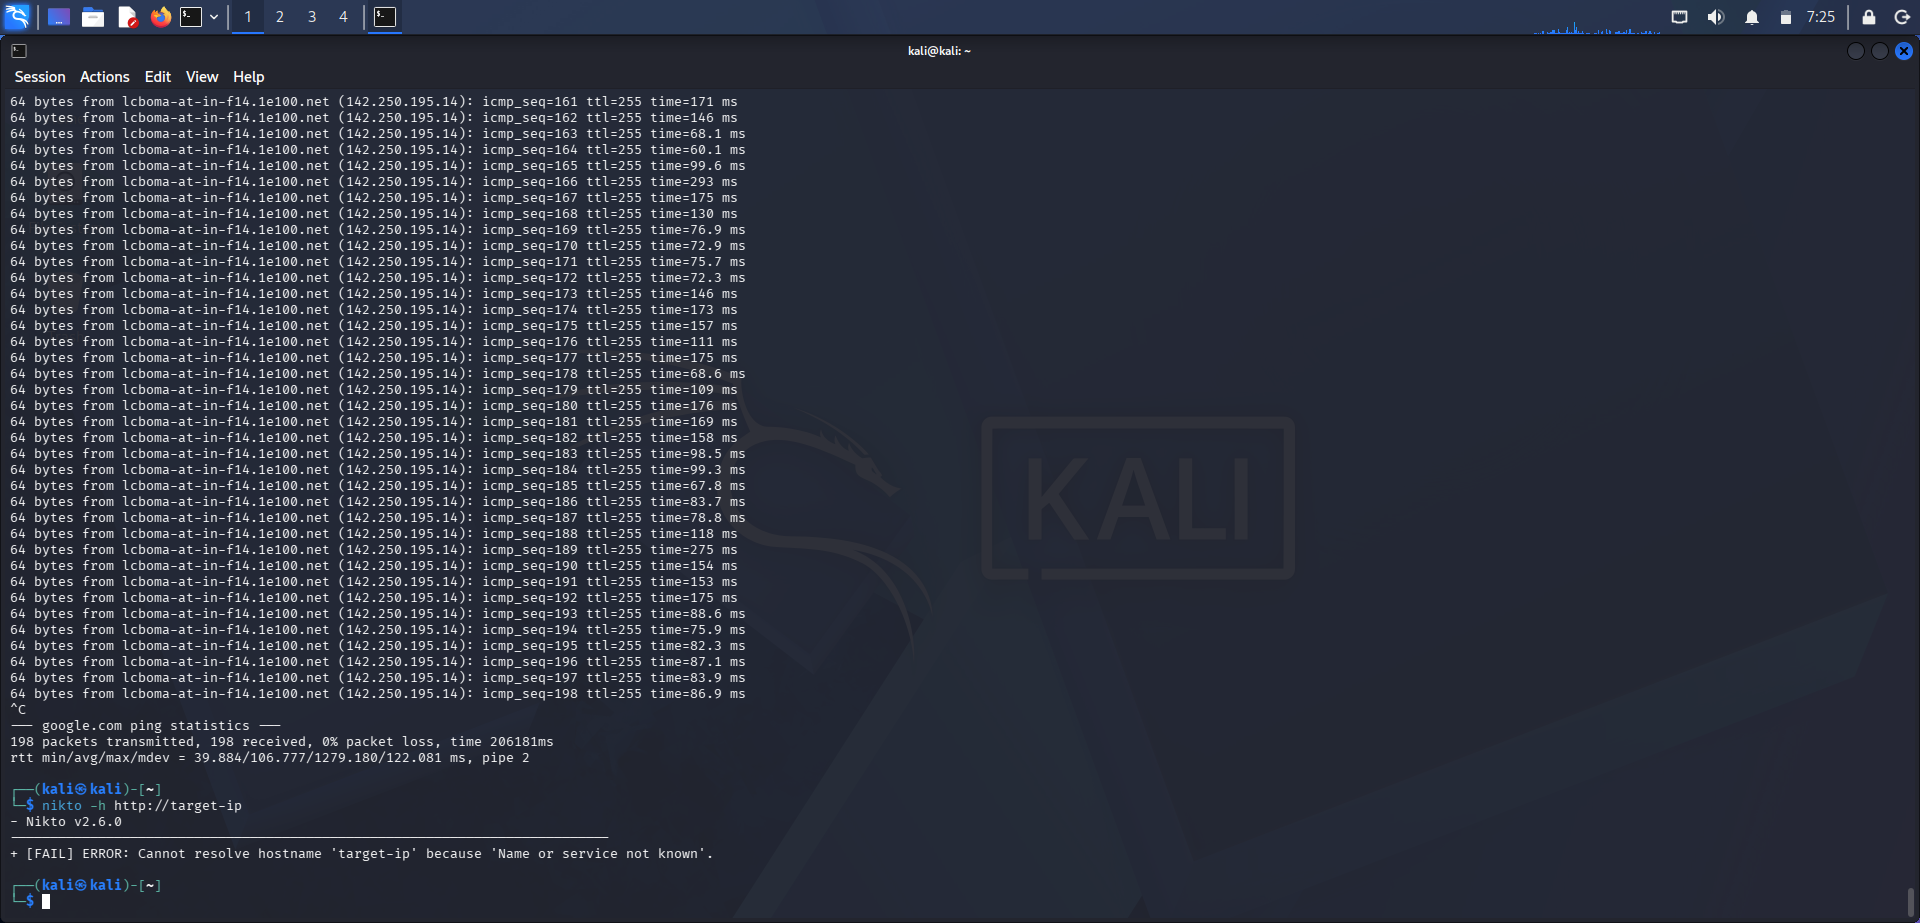 1 2 3 4
7:25
kali@kali: ~
Session Actions Edit View Help
64 bytes from lcboma-at-in-f14.1e100.net (142.250.195.14): icmp_seq=161 ttl=255 time=171 ms
64 bytes from lcboma-at-in-f14.1e100.net (142.250.195.14): icmp_seq=162 ttl=255 time=146 ms
64 bytes from lcboma-at-in-f14.1e100.net (142.250.195.14): icmp_seq=163 ttl=255 time=68.1 ms
64 bytes from lcboma-at-in-f14.1e100.net (142.250.195.14): icmp_seq=164 ttl=255 time=60.1 ms
64 bytes from lcboma-at-in-f14.1e100.net (142.250.195.14): icmp_seq=165 ttl=255 time=99.6 ms
64 bytes from lcboma-at-in-f14.1e100.net (142.250.195.14): icmp_seq=166 ttl=255 time=293 ms
64 bytes from lcboma-at-in-f14.1e100.net (142.250.195.14): icmp_seq=167 ttl=255 time=175 ms
64 bytes from lcboma-at-in-f14.1e100.net (142.250.195.14): icmp_seq=168 ttl=255 time=130 ms
64 bytes from lcboma-at-in-f14.1e100.net (142.250.195.14): icmp_seq=169 ttl=255 time=76.9 ms
64 bytes from lcboma-at-in-f14.1e100.net (142.250.195.14): icmp_seq=170 ttl=255 time=72.9 ms
64 bytes from lcboma-at-in-f14.1e100.net (142.250.195.14): icmp_seq=171 ttl=255 time=75.7 ms
64 bytes from lcboma-at-in-f14.1e100.net (142.250.195.14): icmp_seq=172 ttl=255 time=72.3 ms
64 bytes from lcboma-at-in-f14.1e100.net (142.250.195.14): icmp_seq=173 ttl=255 time=146 ms
64 bytes from lcboma-at-in-f14.1e100.net (142.250.195.14): icmp_seq=174 ttl=255 time=173 ms
64 bytes from lcboma-at-in-f14.1e100.net (142.250.195.14): icmp_seq=175 ttl=255 time=157 ms
64 bytes from lcboma-at-in-f14.1e100.net (142.250.195.14): icmp_seq=176 ttl=255 time=111 ms
64 bytes from lcboma-at-in-f14.1e100.net (142.250.195.14): icmp_seq=177 ttl=255 time=175 ms
64 bytes from lcboma-at-in-f14.1e100.net (142.250.195.14): icmp_seq=178 ttl=255 time=68.6 ms
64 bytes from lcboma-at-in-f14.1e100.net (142.250.195.14): icmp_seq=179 ttl=255 time=109 ms
64 bytes from lcboma-at-in-f14.1e100.net (142.250.195.14): icmp_seq=180 ttl=255 time=176 ms
64 bytes from lcboma-at-in-f14.1e100.net (142.250.195.14): icmp_seq=181 ttl=255 time=169 ms
64 bytes from lcboma-at-in-f14.1e100.net (142.250.195.14): icmp_seq=182 ttl=255 time=158 ms
64 bytes from lcboma-at-in-f14.1e100.net (142.250.195.14): icmp_seq=183 ttl=255 time=98.5 ms
64 bytes from lcboma-at-in-f14.1e100.net (142.250.195.14): icmp_seq=184 ttl=255 time=99.3 ms
64 bytes from lcboma-at-in-f14.1e100.net (142.250.195.14): icmp_seq=185 ttl=255 time=67.8 ms
64 bytes from lcboma-at-in-f14.1e100.net (142.250.195.14): icmp_seq=186 ttl=255 time=83.7 ms
64 bytes from lcboma-at-in-f14.1e100.net (142.250.195.14): icmp_seq=187 ttl=255 time=78.8 ms
64 bytes from lcboma-at-in-f14.1e100.net (142.250.195.14): icmp_seq=188 ttl=255 time=118 ms
64 bytes from lcboma-at-in-f14.1e100.net (142.250.195.14): icmp_seq=189 ttl=255 time=275 ms
64 bytes from lcboma-at-in-f14.1e100.net (142.250.195.14): icmp_seq=190 ttl=255 time=154 ms
64 bytes from lcboma-at-in-f14.1e100.net (142.250.195.14): icmp_seq=191 ttl=255 time=153 ms
64 bytes from lcboma-at-in-f14.1e100.net (142.250.195.14): icmp_seq=192 ttl=255 time=175 ms
64 bytes from lcboma-at-in-f14.1e100.net (142.250.195.14): icmp_seq=193 ttl=255 time=88.6 ms
64 bytes from lcboma-at-in-f14.1e100.net (142.250.195.14): icmp_seq=194 ttl=255 time=75.9 ms
64 bytes from lcboma-at-in-f14.1e100.net (142.250.195.14): icmp_seq=195 ttl=255 time=82.3 ms
64 bytes from lcboma-at-in-f14.1e100.net (142.250.195.14): icmp_seq=196 ttl=255 time=87.1 ms
64 bytes from lcboma-at-in-f14.1e100.net (142.250.195.14): icmp_seq=197 ttl=255 time=83.9 ms
64 bytes from lcboma-at-in-f14.1e100.net (142.250.195.14): icmp_seq=198 ttl=255 time=86.9 ms
^C
--- google.com ping statistics ---
198 packets transmitted, 198 received, 0% packet loss, time 206181ms
rtt min/avg/max/mdev = 39.884/106.777/1279.180/122.081 ms, pipe 2
┌──(kali㉿kali)-[~]
└─$ nikto -h http://target-ip
- Nikto v2.6.0
---------------------------------------------------------------------------
+ [FAIL] ERROR: Cannot resolve hostname 'target-ip' because 'Name or service not known'.
┌──(kali㉿kali)-[~]
└─$
KALI